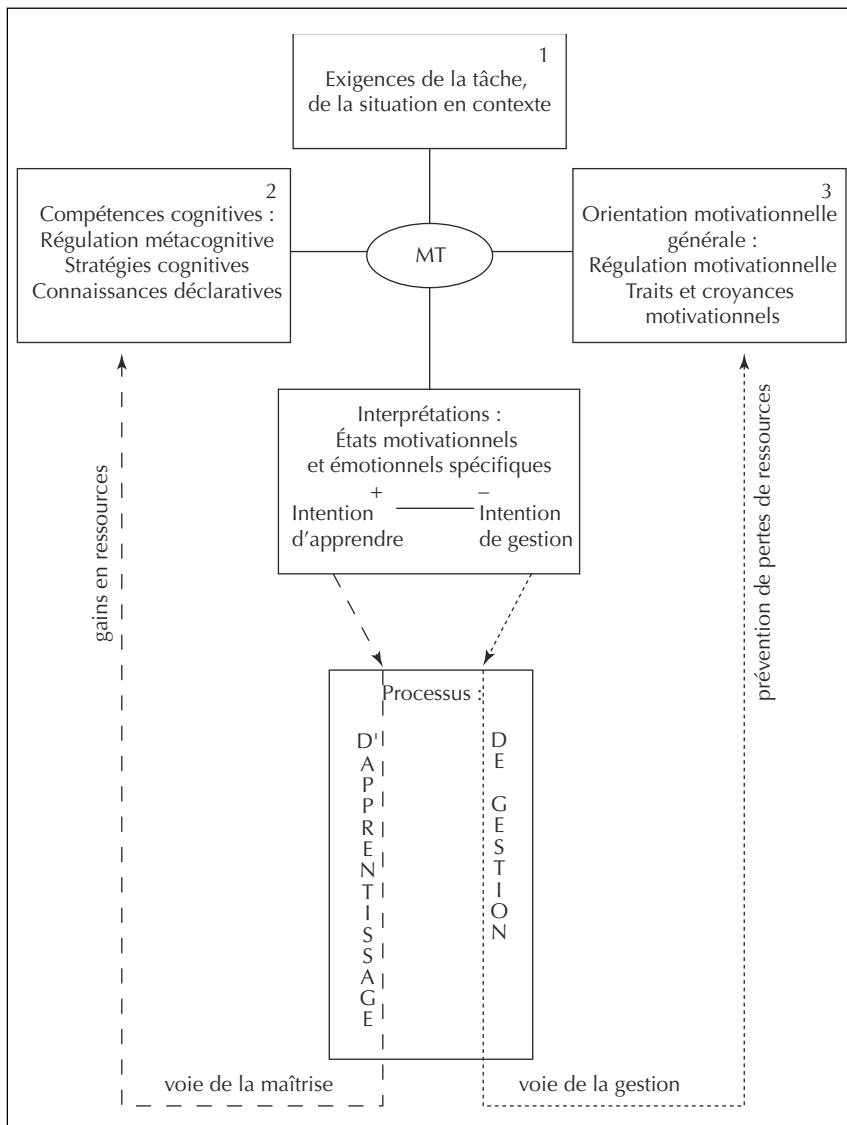 1
Exigences de la tâche,
de la situation en contexte
2
Compétences cognitives :
Régulation métacognitive
Stratégies cognitives
Connaissances déclaratives
MT
3
Orientation motivationnelle
générale :
Régulation motivationnelle
Traits et croyances
motivationnels
Interprétations :
États motivationnels
et émotionnels spécifiques
+ –
Intention Intention
d'apprendre de gestion
gains en ressources
prévention de pertes de ressources
Processus :
D'APPRENTISSAGE
DE GESTION
voie de la maîtrise
voie de la gestion